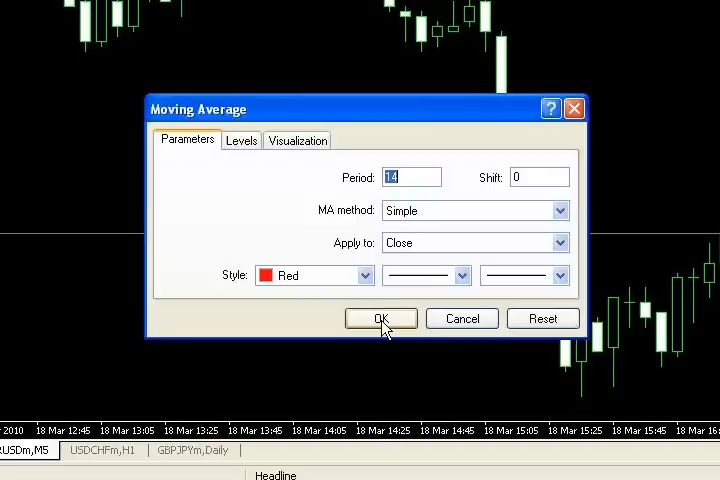 Moving Average
Parameters Levels Visualization
Period: 14 Shift: 0
MA method: Simple
Apply to: Close
Style: Red
OK Cancel Reset
2010 18 Mar 12:45 18 Mar 13:05 18 Mar 13:25 18 Mar 13:45 18 Mar 14:05 18 Mar 14:25 18 Mar 14:45 18 Mar 15:05 18 Mar 15:25 18 Mar 15:45 18 Mar 16:
RUSDm,M5 USDCHFm,H1 GBPJPYm,Daily
Headline